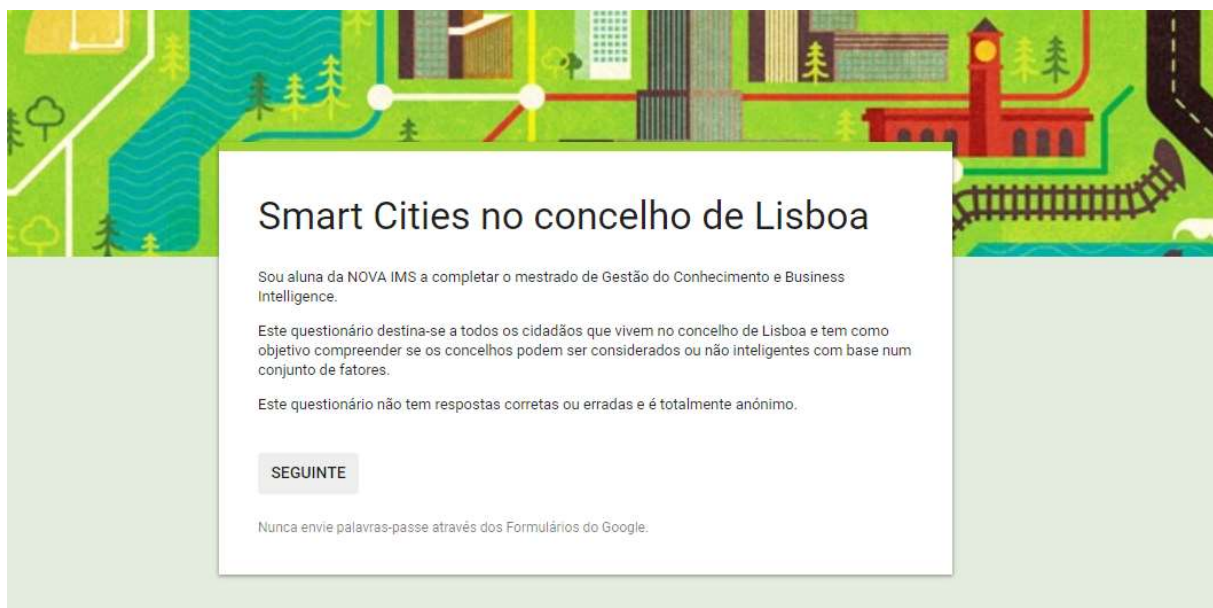 Smart Cities no concelho de Lisboa
Sou aluna da NOVA IMS a completar o mestrado de Gestão do Conhecimento e Business
Intelligence.
Este questionário destina-se a todos os cidadãos que vivem no concelho de Lisboa e tem como
objetivo compreender se os concelhos podem ser considerados ou não inteligentes com base num
conjunto de fatores.
Este questionário não tem respostas corretas ou erradas e é totalmente anónimo.
SEGUINTE
Nunca envie palavras-passe através dos Formulários do Google.